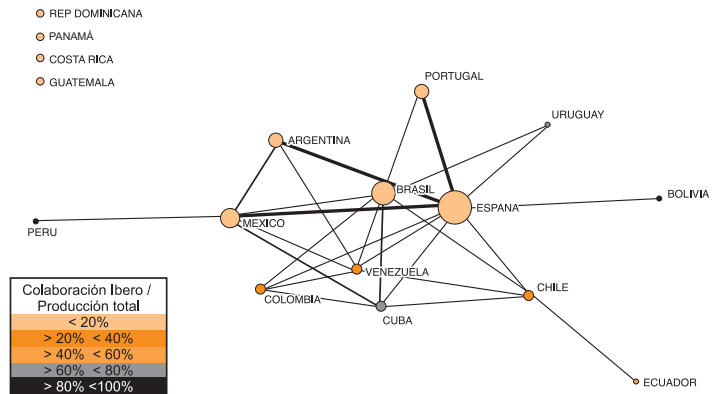 REP DOMINICANA
PANAMÁ
COSTA RICA
GUATEMALA
PORTUGAL
URUGUAY
ARGENTINA
BRASIL
ESPANA
BOLIVIA
MEXICO
PERU
VENEZUELA
COLOMBIA
CHILE
CUBA
ECUADOR
Colaboración Ibero /
Producción total
< 20%
> 20% < 40%
> 40% < 60%
> 60% < 80%
> 80% <100%